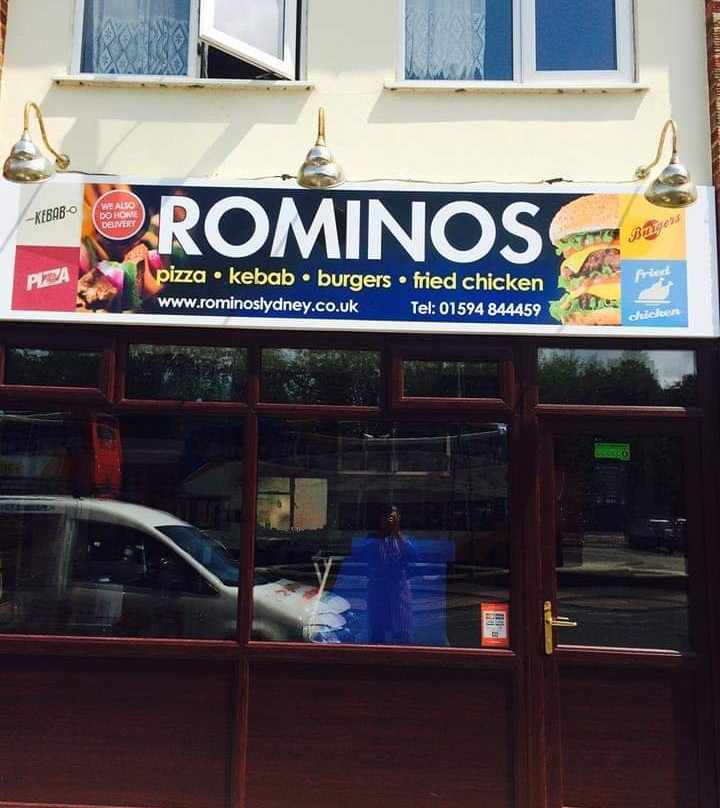 KEBAB
PIZZA
WE ALSO
DO HOME
DELIVERY
ROMINOS
pizza • kebab • burgers • fried chicken
www.rominoslydney.co.uk
Tel: 01594 844459
Burgers
fried
chicken